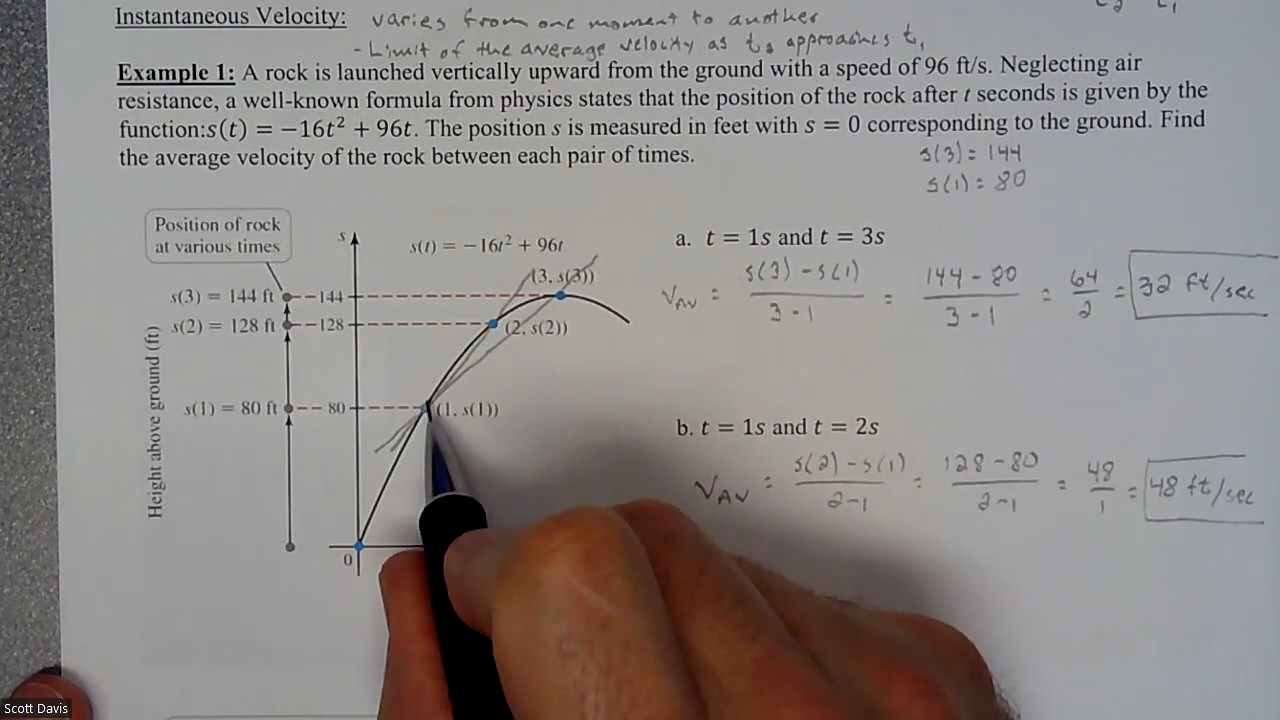 Instantaneous Velocity: varies from one moment to another
- Limit of the average velocity as t₂ approaches t₁
Example 1: A rock is launched vertically upward from the ground with a speed of 96 ft/s. Neglecting air
resistance, a well-known formula from physics states that the position of the rock after t seconds is given by the
function:s(t) = −16t² + 96t. The position s is measured in feet with s = 0 corresponding to the ground. Find
the average velocity of the rock between each pair of times.
s(3) = 144
s(1) = 80
Position of rock
at various times
s
s(t) = −16t² + 96t
(3, s(3))
s(3) = 144 ft
144
s(2) = 128 ft
128
(2, s(2))
s(1) = 80 ft
80
(1, s(1))
Height above ground (ft)
0
a. t = 1s and t = 3s
V_AV = (s(3) - s(1))/(3 - 1) = (144 - 80)/(3 - 1) = 64/2 = 32 ft/sec
b. t = 1s and t = 2s
V_AV = (s(2) - s(1))/(2 - 1) = (128 - 80)/(2 - 1) = 48/1 = 48 ft/sec
Scott Davis